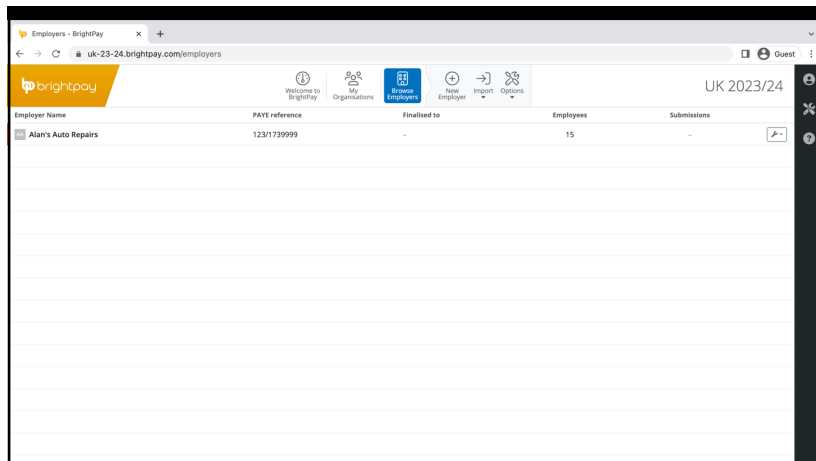 Employers - BrightPay
uk-23-24.brightpay.com/employers
Guest
brightpay
Welcome to
BrightPay
My
Organisations
Browse
Employers
New
Employer
Import
Options
UK 2023/24
Employer Name PAYE reference Finalised to Employees Submissions
AA Alan's Auto Repairs 123/1739999 – 15 –